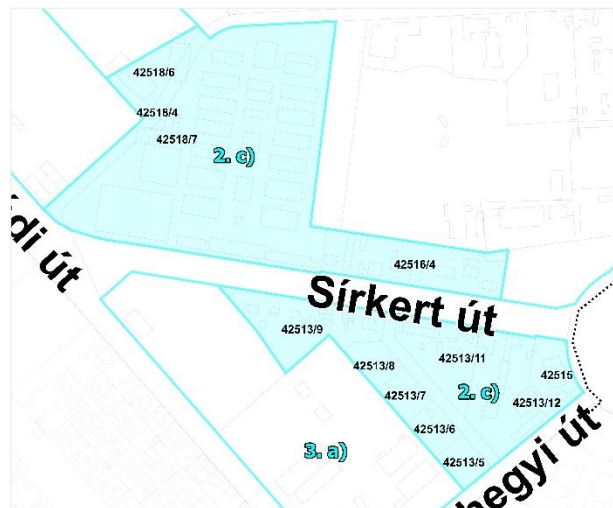 42518/6
42518/4
42518/7
2. c)
ődi út
42516/4
Sírkert út
42513/9
42513/8
42513/11
42515
42513/7
2. c)
42513/12
42513/6
3. a)
42513/5
hegyi út